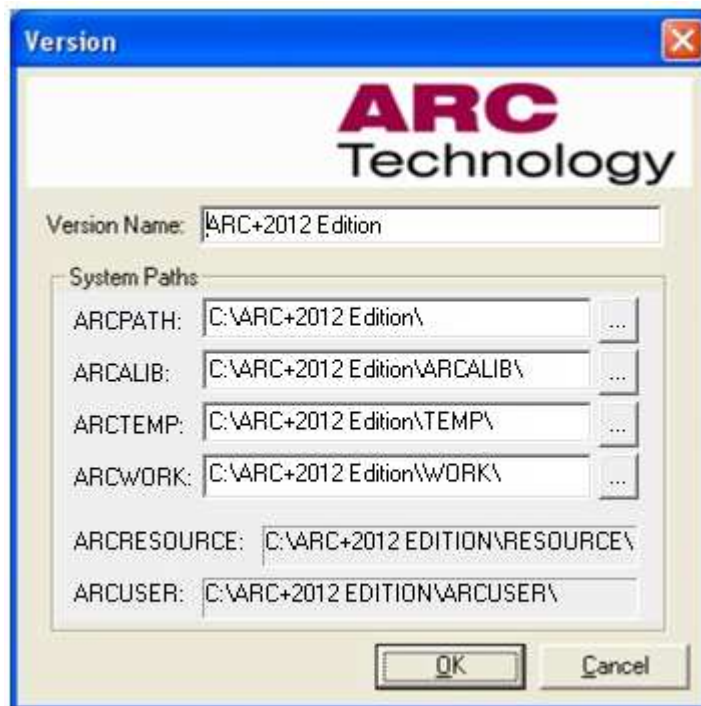 Version
ARC
Technology
Version Name: ARC+2012 Edition
System Paths
ARCPATH: C:\ARC+2012 Edition\ ...
ARCALIB: C:\ARC+2012 Edition\ARCALIB\ ...
ARCTEMP: C:\ARC+2012 Edition\TEMP\ ...
ARCWORK: C:\ARC+2012 Edition\WORK\ ...
ARCRESOURCE: C:\ARC+2012 EDITION\RESOURCE\
ARCUSER: C:\ARC+2012 EDITION\ARCUSER\
OK Cancel